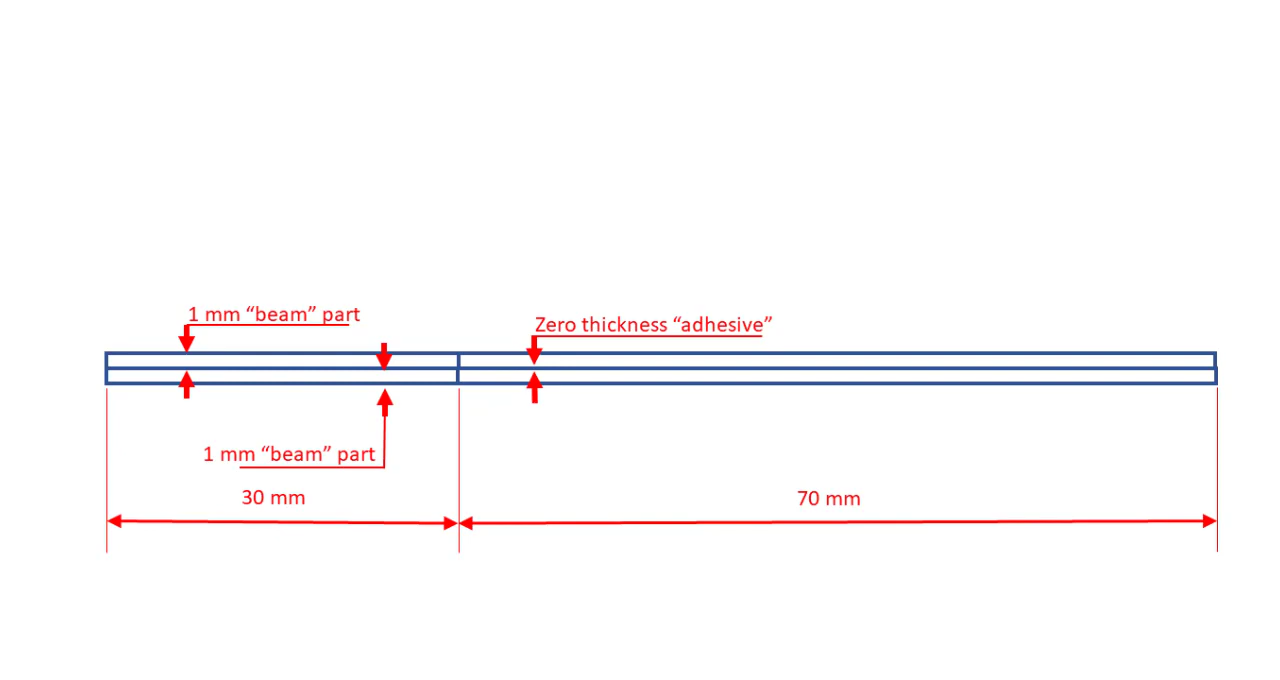 1 mm “beam” part
Zero thickness “adhesive”
1 mm “beam” part
30 mm
70 mm